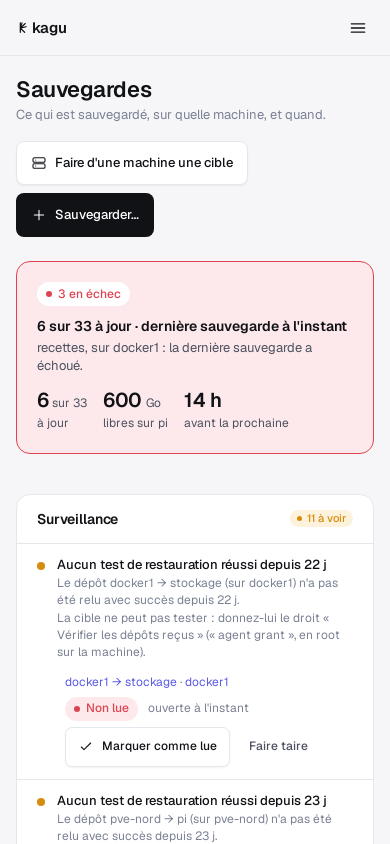 kagu
Sauvegardes
Ce qui est sauvegardé, sur quelle machine, et quand.
Faire d'une machine une cible
Sauvegarder...
3 en échec
6 sur 33 à jour · dernière sauvegarde à l'instant
recettes, sur docker1 : la dernière sauvegarde a
échoué.
6 sur 33 600 Go 14 h
à jour libres sur pi avant la prochaine
Surveillance 11 à voir
Aucun test de restauration réussi depuis 22 j
Le dépôt docker1 → stockage (sur docker1) n'a pas
été relu avec succès depuis 22 j.
La cible ne peut pas tester : donnez-lui le droit «
Vérifier les dépôts reçus » (« agent grant », en root
sur la machine).
docker1 → stockage · docker1
Non lue ouverte à l'instant
Marquer comme lue Faire taire
Aucun test de restauration réussi depuis 23 j
Le dépôt pve-nord → pi (sur pve-nord) n'a pas été
relu avec succès depuis 23 j.